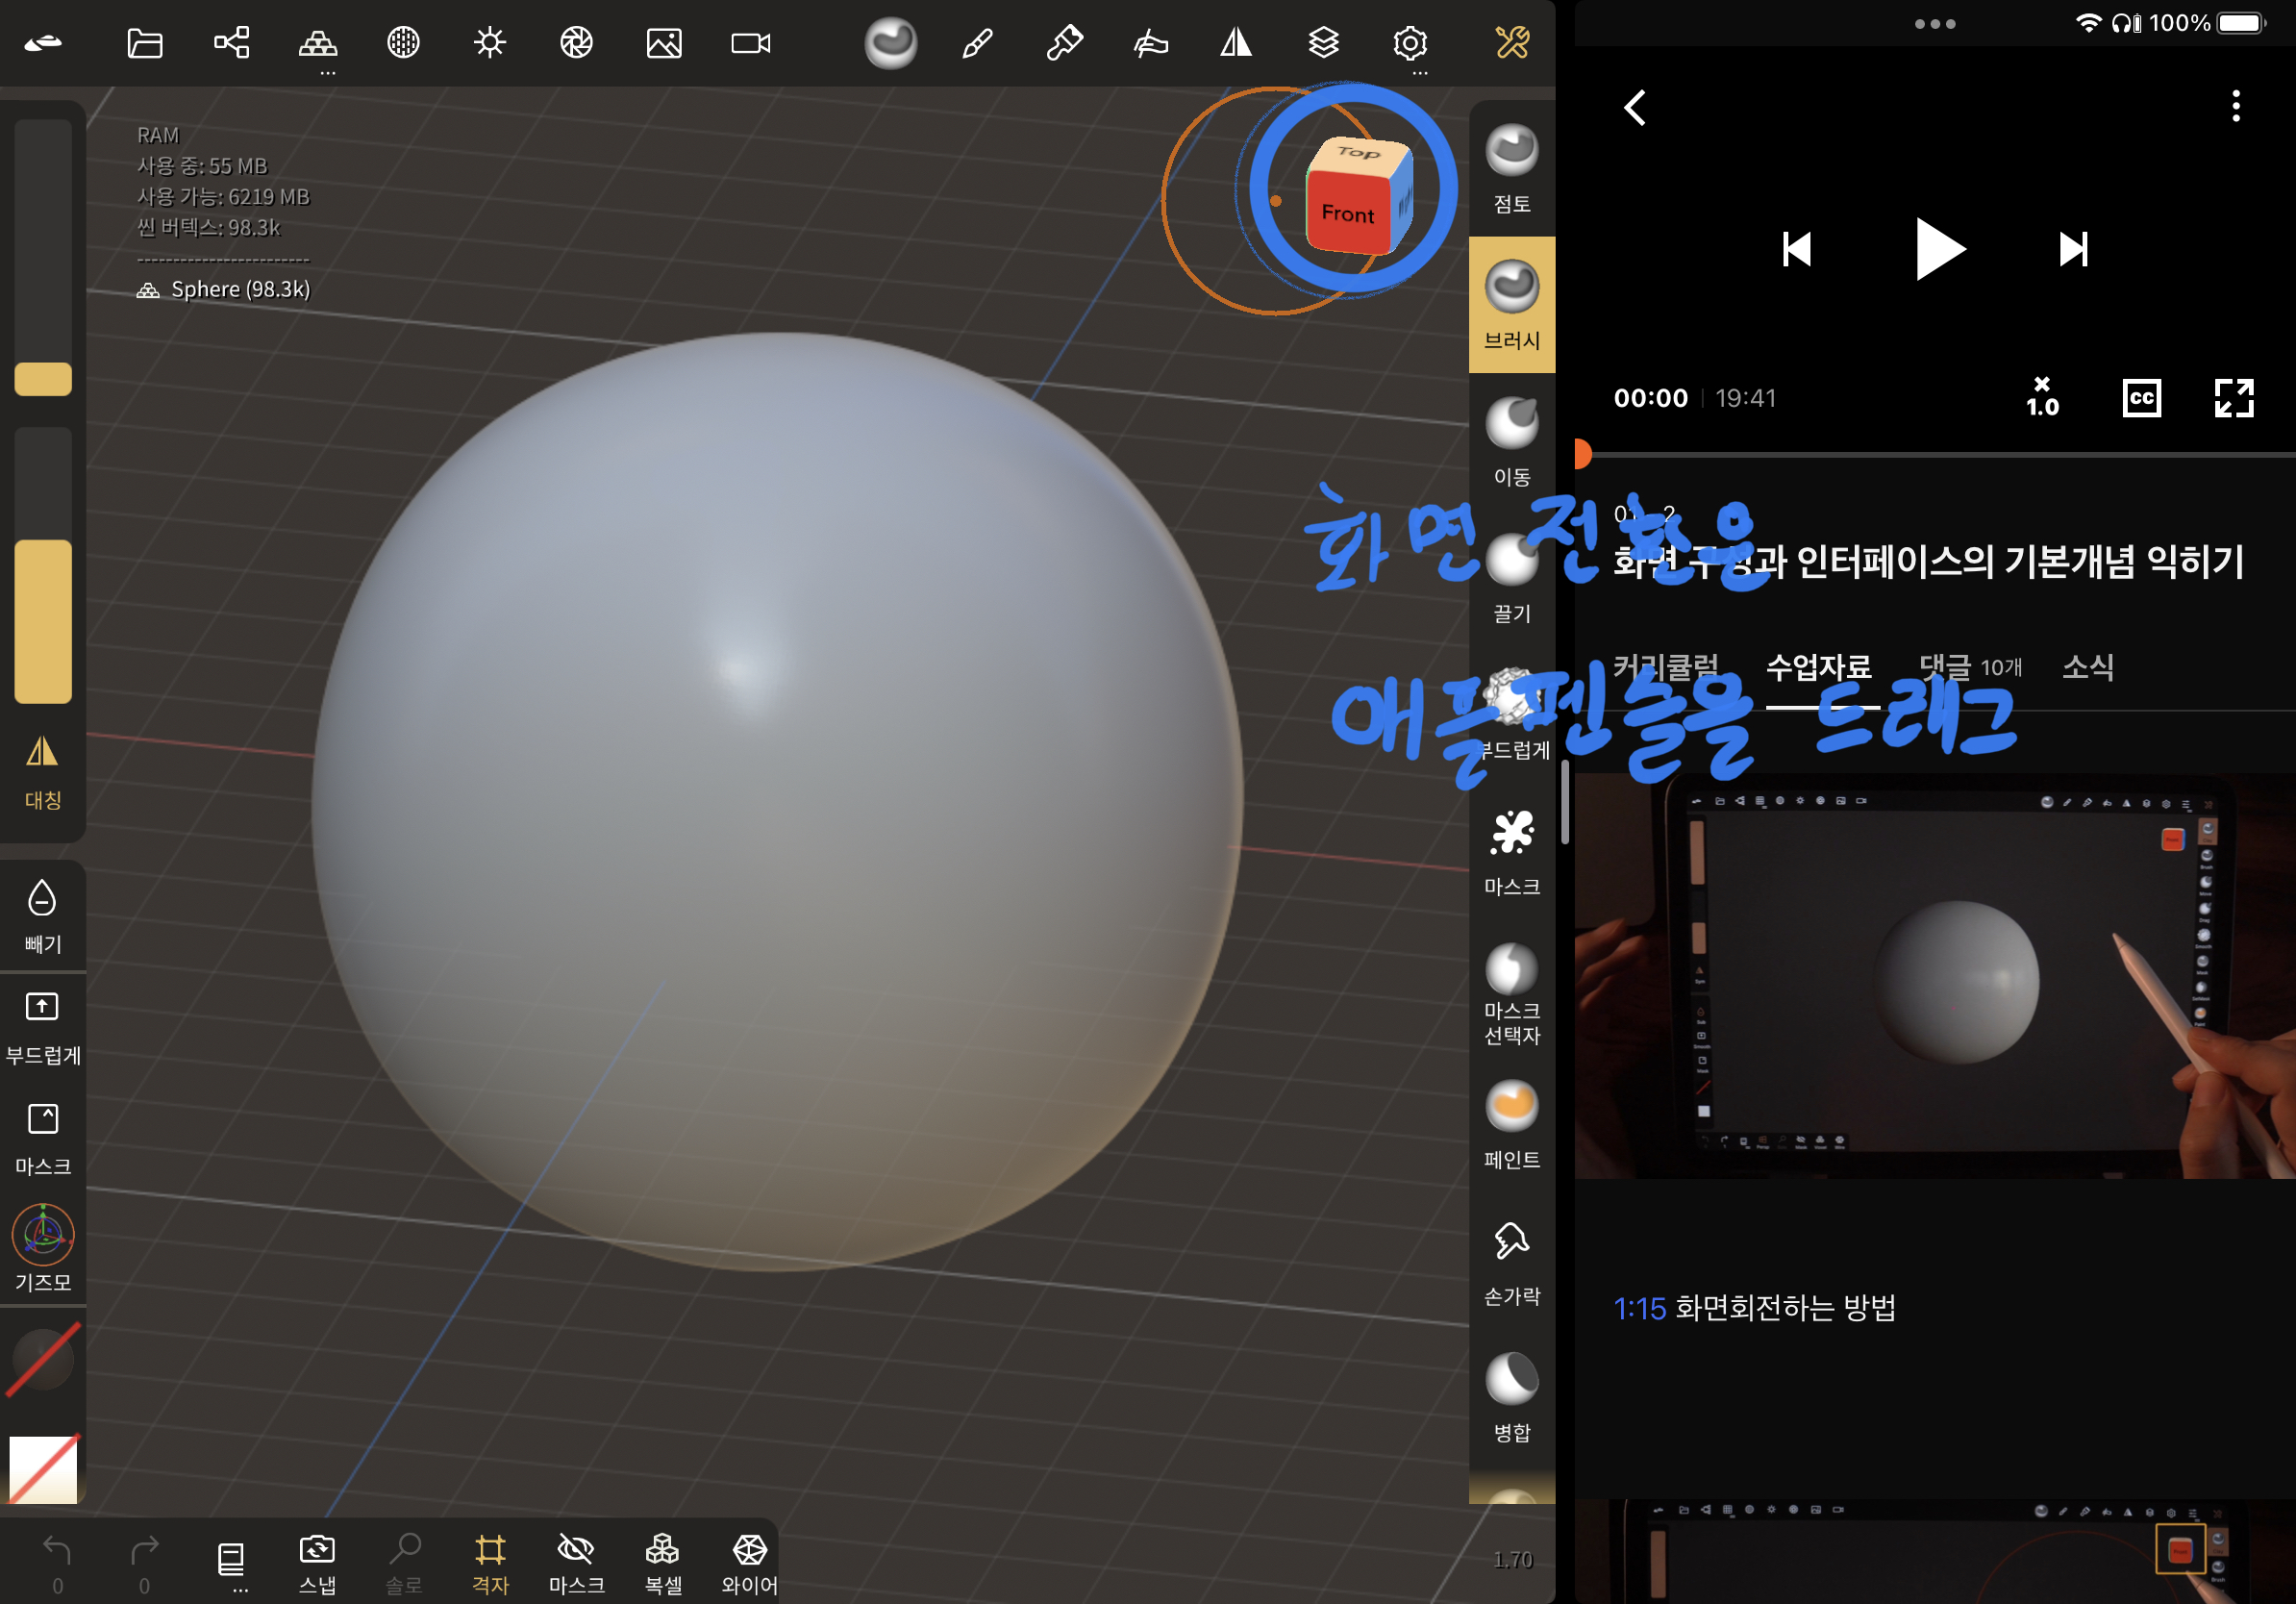 100%
RAM
사용 중: 55 MB
사용 가능: 6219 MB
씬 버텍스: 98.3k
-----------------------
Sphere (98.3k)
Top
Front
대칭
빼기
부드럽게
마스크
기즈모
점토
브러시
이동
끌기
부드럽게
마스크
마스크
선택자
페인트
손가락
병합
0
0
...
스냅
솔로
격자
마스크
복셀
와이어
1.70
00:00 | 19:41
× 1.0
CC
화면 전환을
애플펜슬을 드래그
화면 구성과 인터페이스의 기본개념 익히기
커리큘럼 수업자료 댓글 10개 소식
1:15 화면회전하는 방법